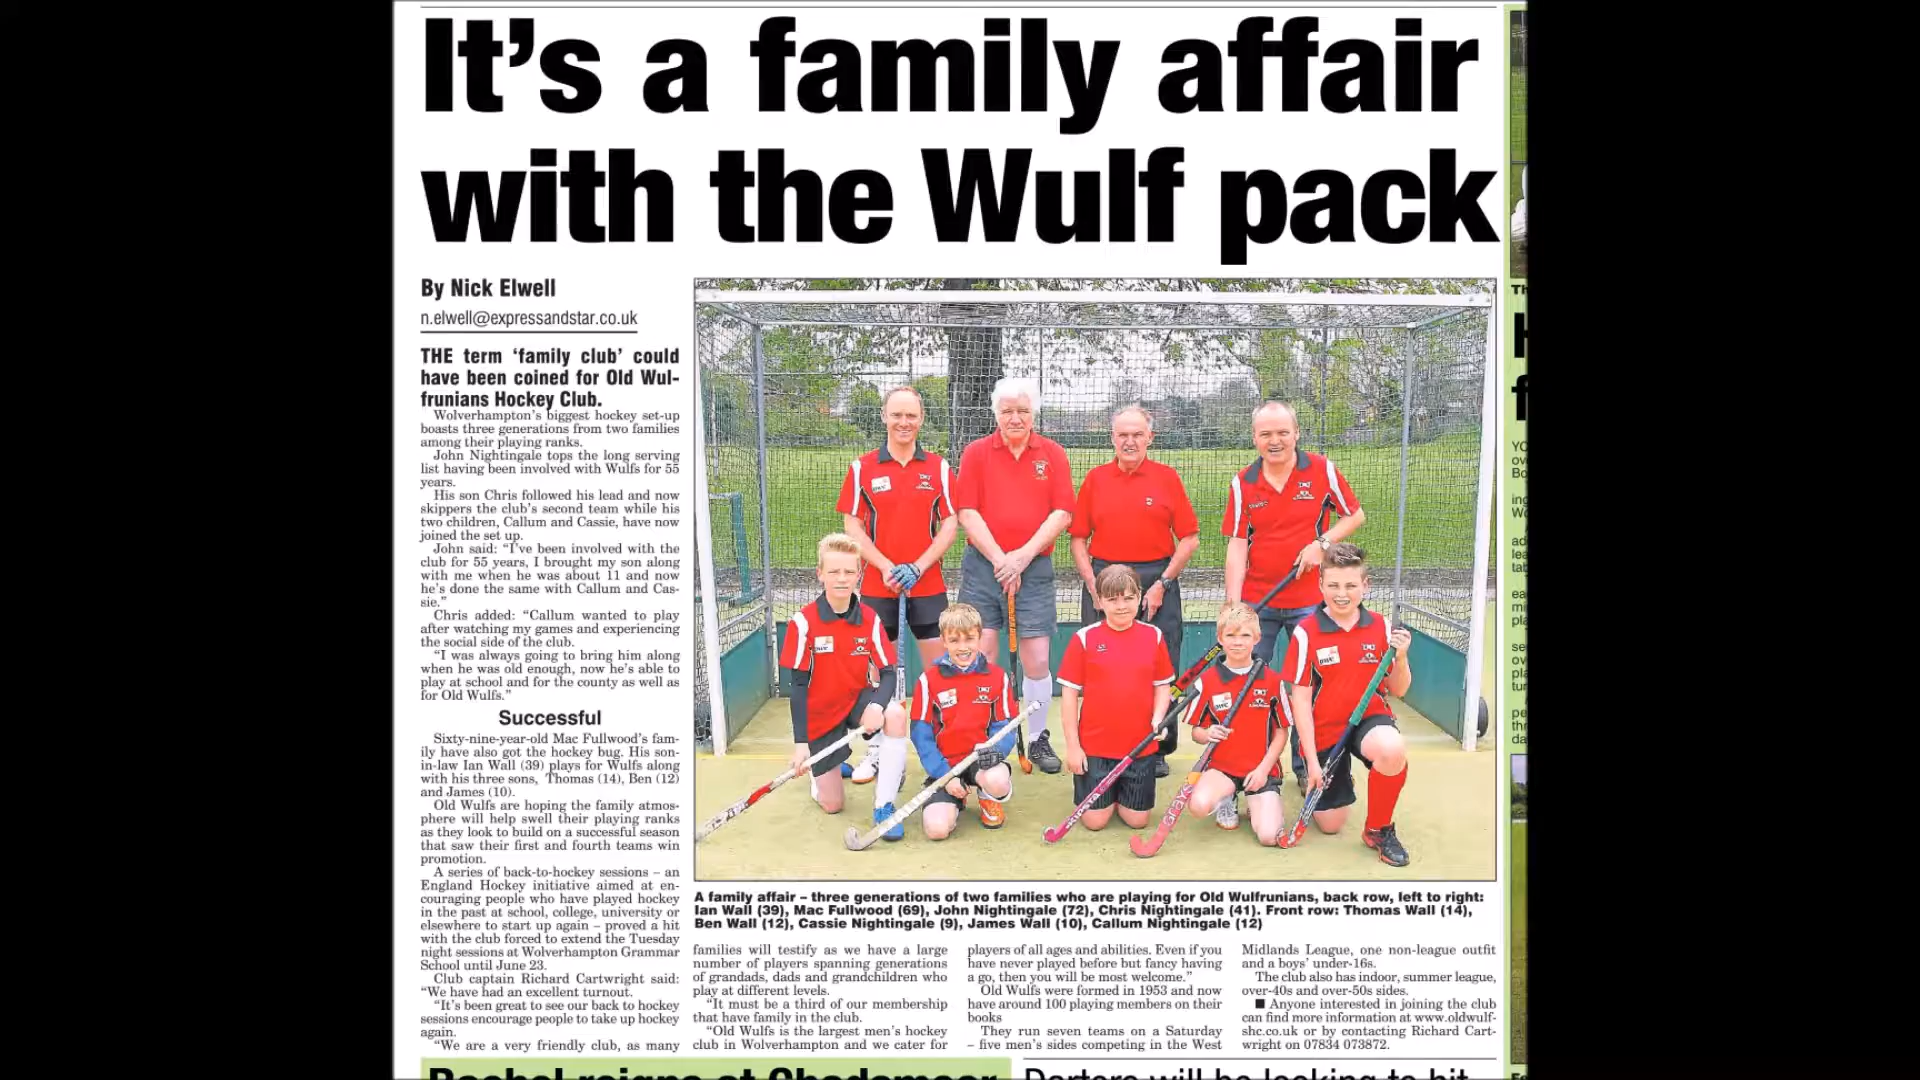 It's a family affair
with the Wulf pack
By Nick Elwell
n.elwell@expressandstar.co.uk
THE term 'family club' could
have been coined for Old Wul-
frunians Hockey Club.
Wolverhampton's biggest hockey set-up
boasts three generations from two families
among their playing ranks.
John Nightingale tops the long serving
list having been involved with Wulfs for 55
years.
His son Chris followed his lead and now
skippers the club's second team while his
two children, Callum and Cassie, have now
joined the set up.
John said: "I've been involved with the
club for 55 years, I brought my son along
with me when he was about 11 and now
he's done the same with Callum and Cas-
sie."
Chris added: "Callum wanted to play
after watching my games and experiencing
the social side of the club.
"I was always going to bring him along
when he was old enough, now he's able to
play at school and for the county as well as
for Old Wulfs."
Successful
Sixty-nine-year-old Mac Fullwood's fam-
ily have also got the hockey bug. His son-
in-law Ian Wall (39) plays for Wulfs along
with his three sons, Thomas (14), Ben (12)
and James (10).
Old Wulfs are hoping the family atmos-
phere will help swell their playing ranks
as they look to build on a successful season
that saw their first and fourth teams win
promotion.
A series of back-to-hockey sessions – an
England Hockey initiative aimed at en-
couraging people who have played hockey
in the past at school, college, university or
elsewhere to start up again – proved a hit
with the club forced to extend the Tuesday
night sessions at Wolverhampton Grammar
School until June 23.
Club captain Richard Cartwright said:
"We have had an excellent turnout.
"It's been great to see our back to hockey
sessions encourage people to take up hockey
again.
"We are a very friendly club, as many
A family affair – three generations of two families who are playing for Old Wulfrunians, back row, left to right:
Ian Wall (39), Mac Fullwood (69), John Nightingale (72), Chris Nightingale (41). Front row: Thomas Wall (14),
Ben Wall (12), Cassie Nightingale (9), James Wall (10), Callum Nightingale (12)
families will testify as we have a large
number of players spanning generations
of grandads, dads and grandchildren who
play at different levels.
"It must be a third of our membership
that have family in the club.
"Old Wulfs is the largest men's hockey
club in Wolverhampton and we cater for
players of all ages and abilities. Even if you
have never played before but fancy having
a go, then you will be most welcome."
Old Wulfs were formed in 1953 and now
have around 100 playing members on their
books
They run seven teams on a Saturday
– five men's sides competing in the West
Midlands League, one non-league outfit
and a boys' under-16s.
The club also has indoor, summer league,
over-40s and over-50s sides.
■ Anyone interested in joining the club
can find more information at www.oldwulf-
shc.co.uk or by contacting Richard Cart-
wright on 07834 073872.